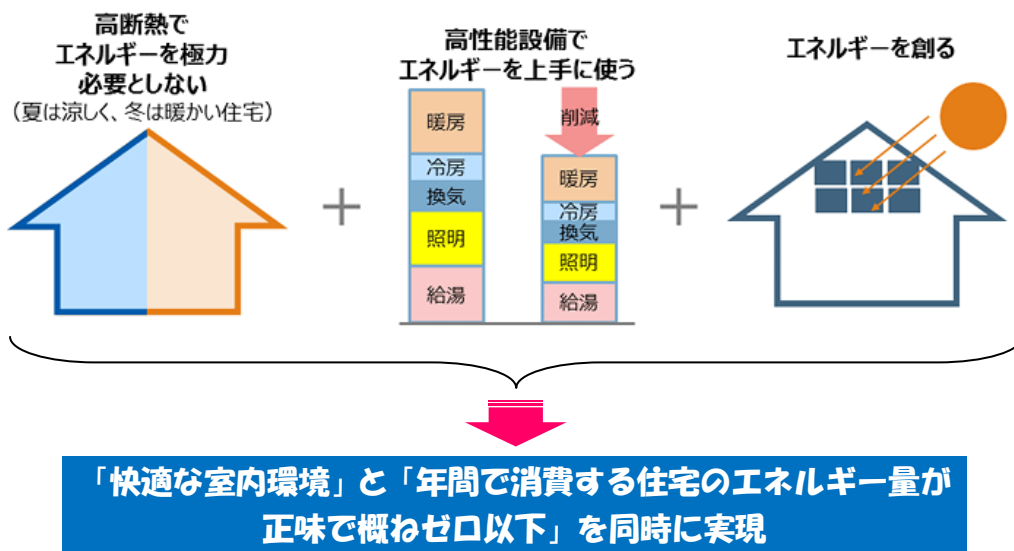 高断熱で
エネルギーを極力
必要としない
（夏は涼しく、冬は暖かい住宅）
高性能設備で
エネルギーを上手に使う
暖房
冷房
換気
照明
給湯
削減
暖房
冷房
換気
照明
給湯
エネルギーを創る
「快適な室内環境」と「年間で消費する住宅のエネルギー量が
正味で概ねゼロ以下」を同時に実現